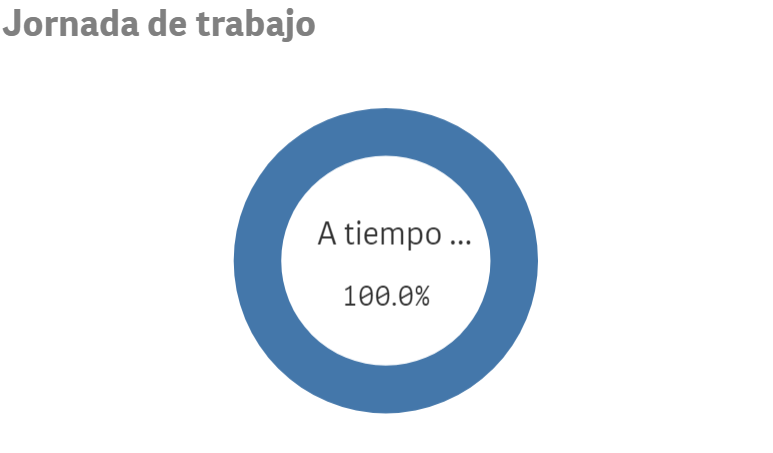 Jornada de trabajo
A tiempo ...
100.0%